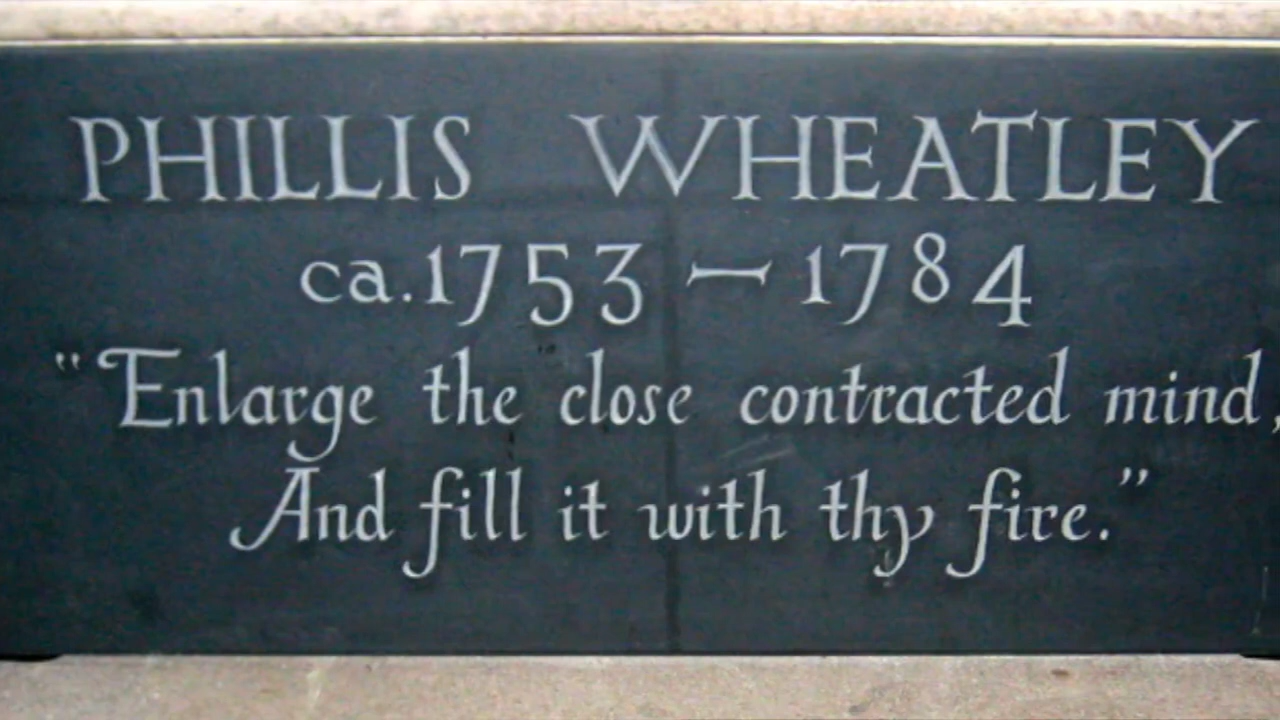 PHILLIS WHEATLEY
ca. 1753 – 1784
"Enlarge the close contracted mind,
And fill it with thy fire."